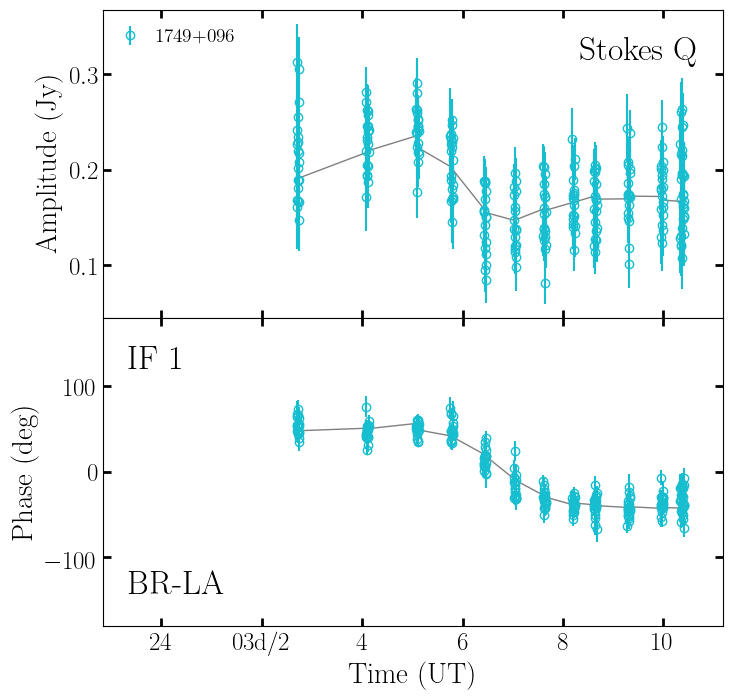 1749+096
Stokes Q
Amplitude (Jy)
0.3
0.2
0.1
IF 1
Phase (deg)
100
0
−100
BR-LA
24 03d/2 4 6 8 10
Time (UT)